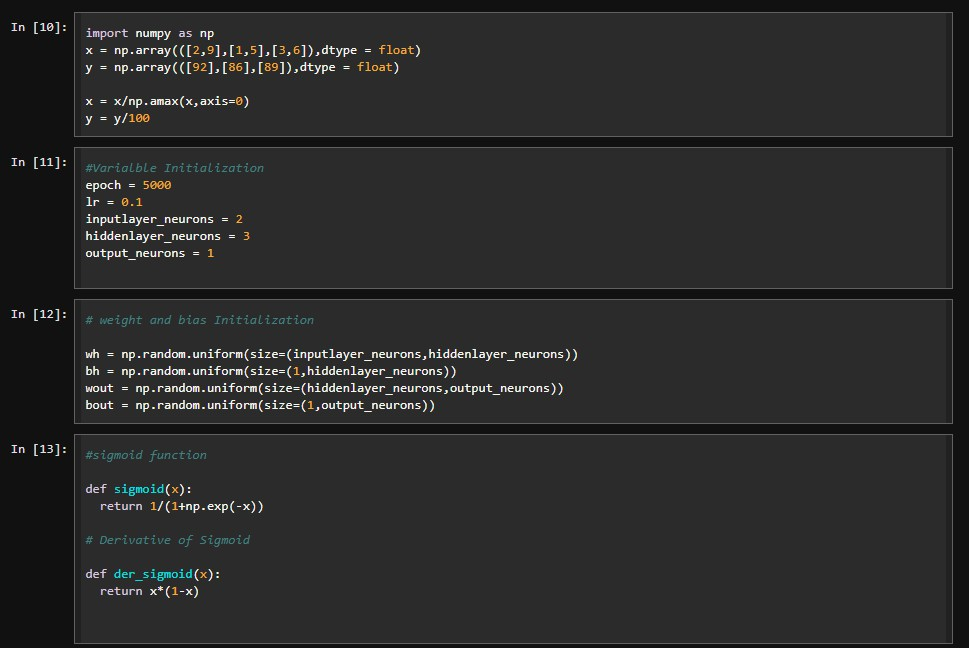 In [10]:
import numpy as np
x = np.array(([2,9],[1,5],[3,6]),dtype = float)
y = np.array(([92],[86],[89]),dtype = float)
x = x/np.amax(x,axis=0)
y = y/100
In [11]:
#Varialble Initialization
epoch = 5000
lr = 0.1
inputlayer_neurons = 2
hiddenlayer_neurons = 3
output_neurons = 1
In [12]:
# weight and bias Initialization
wh = np.random.uniform(size=(inputlayer_neurons,hiddenlayer_neurons))
bh = np.random.uniform(size=(1,hiddenlayer_neurons))
wout = np.random.uniform(size=(hiddenlayer_neurons,output_neurons))
bout = np.random.uniform(size=(1,output_neurons))
In [13]:
#sigmoid function
def sigmoid(x):
  return 1/(1+np.exp(-x))
# Derivative of Sigmoid
def der_sigmoid(x):
  return x*(1-x)